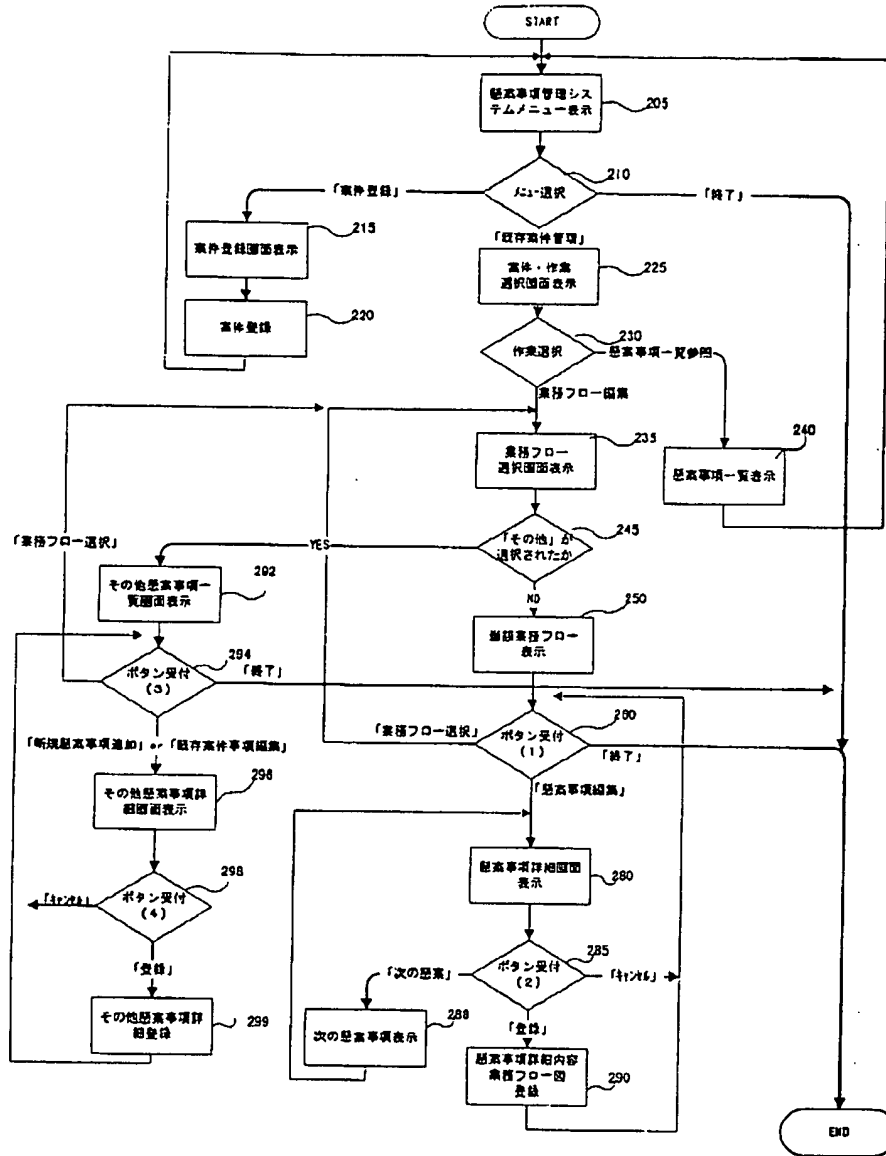 START
懸案事項管理シス
テムメニュー表示
205
メニュー選択
210
「案件登録」
「終了」
「既存案件管理」
案件登録画面表示
215
案件・作業
選択画面表示
225
案件登録
220
作業選択
230
懸案事項一覧参照
業務フロー編集
業務フロー
選択画面表示
235
懸案事項一覧表示
240
「その他」が
選択されたか
245
「業務フロー選択」
YES
NO
その他懸案事項一
覧画面表示
292
当該業務フロー
表示
250
ボタン受付
(3)
294
「終了」
「業務フロー選択」
ボタン受付
(1)
260
「終了」
「新規懸案事項追加」or「既存案件事項編集」
「懸案事項編集」
その他懸案事項詳
細画面表示
296
懸案事項詳細画面
表示
280
ボタン受付
(4)
298
「キャンセル」
「登録」
ボタン受付
(2)
285
「次の懸案」
「キャンセル」
「登録」
その他懸案事項詳
細登録
299
次の懸案事項表示
288
懸案事項詳細内容
業務フロー図
登録
290
END